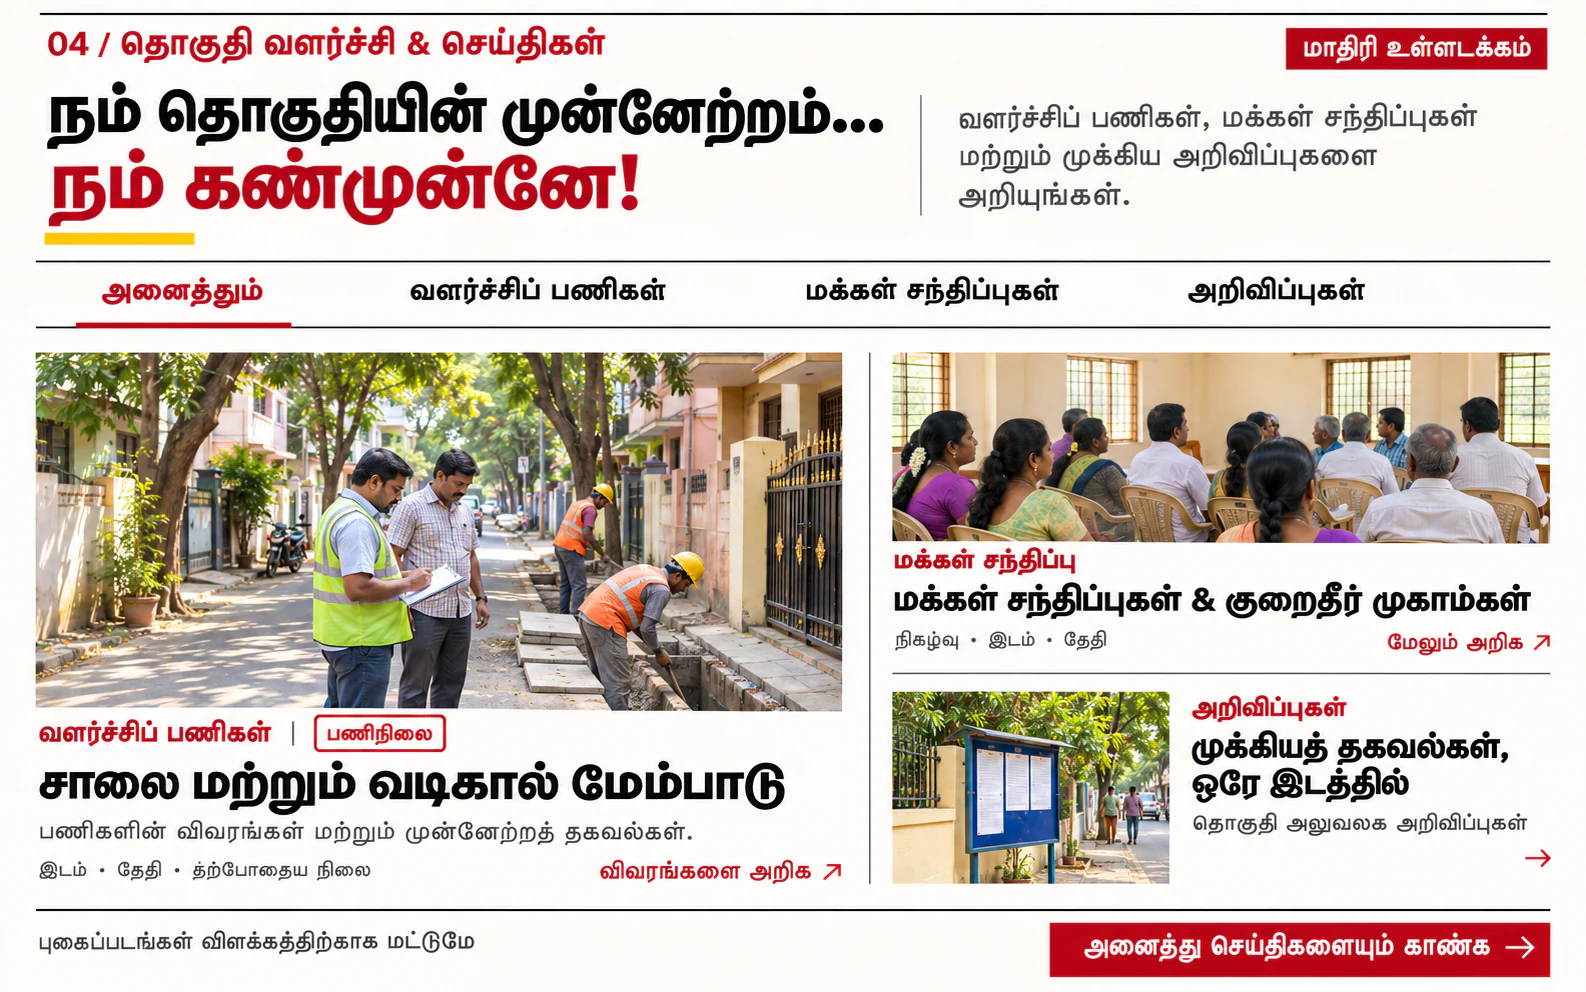 04 / தொகுதி வளர்ச்சி & செய்திகள்
மாதிரி உள்ளடக்கம்
நம் தொகுதியின் முன்னேற்றம்...
நம் கண்முன்னே!
வளர்ச்சிப் பணிகள், மக்கள் சந்திப்புகள்
மற்றும் முக்கிய அறிவிப்புகளை
அறியுங்கள்.
அனைத்தும்
வளர்ச்சிப் பணிகள்
மக்கள் சந்திப்புகள்
அறிவிப்புகள்
வளர்ச்சிப் பணிகள் | பணிநிலை
சாலை மற்றும் வடிகால் மேம்பாடு
பணிகளின் விவரங்கள் மற்றும் முன்னேற்றத் தகவல்கள்.
இடம் • தேதி • த்ற்போதைய நிலை
விவரங்களை அறிக ↗
மக்கள் சந்திப்பு
மக்கள் சந்திப்புகள் & குறைதீர் முகாம்கள்
நிகழ்வு • இடம் • தேதி
மேலும் அறிக ↗
அறிவிப்புகள்
முக்கியத் தகவல்கள்,
ஒரே இடத்தில்
தொகுதி அலுவலக அறிவிப்புகள்
→
புகைப்படங்கள் விளக்கத்திற்காக மட்டுமே
அனைத்து செய்திகளையும் காண்க →